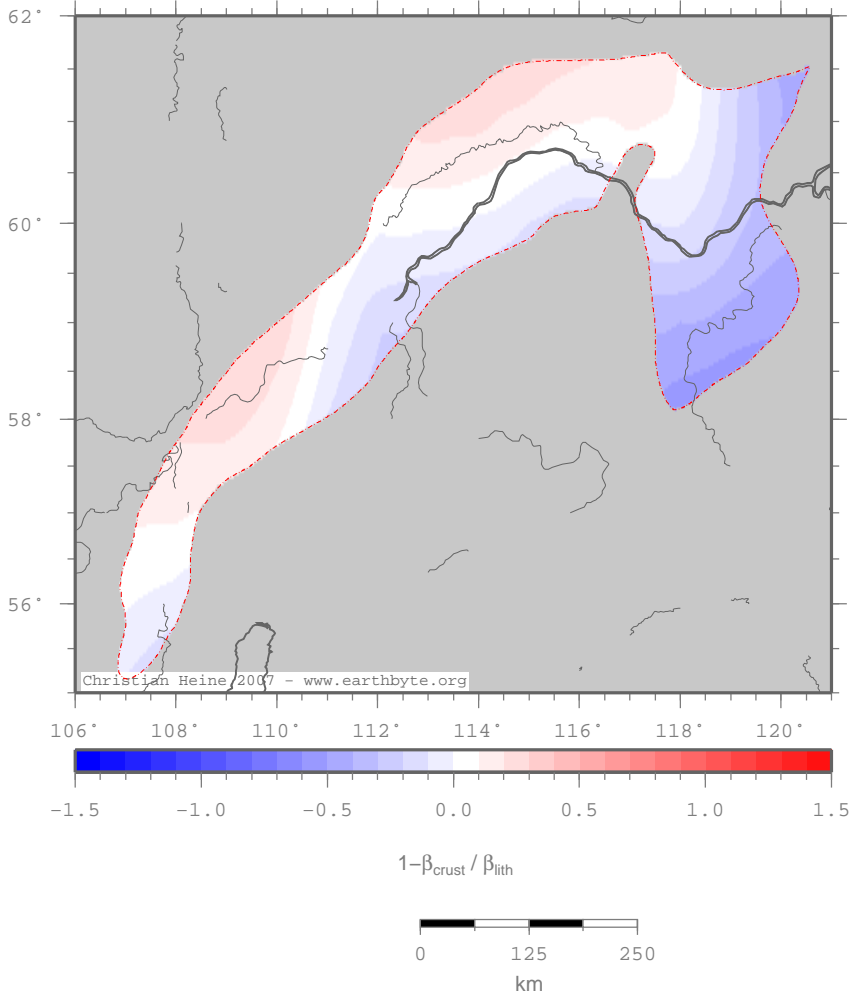 62°
60°
58°
56°
Christian Heine 2007 - www.earthbyte.org
106° 108° 110° 112° 114° 116° 118° 120°
−1.5 −1.0 −0.5 0.0 0.5 1.0 1.5
1−βcrust / βlith
0 125 250
km